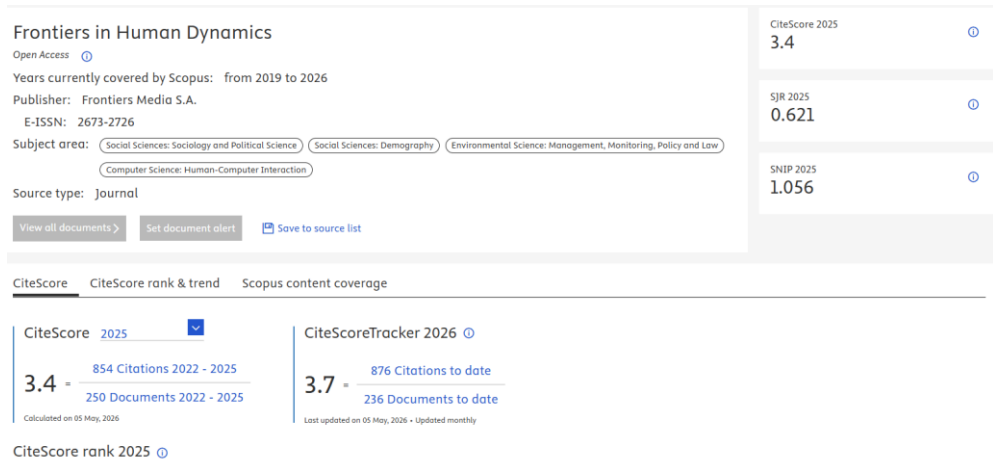 Frontiers in Human Dynamics
Open Access
Years currently covered by Scopus: from 2019 to 2026
Publisher: Frontiers Media S.A.
E-ISSN: 2673-2726
Subject area: Social Sciences: Sociology and Political Science Social Sciences: Demography Environmental Science: Management, Monitoring, Policy and Law
Computer Science: Human-Computer Interaction
Source type: Journal
View all documents >
Set document alert
Save to source list
CiteScore 2025
3.4
SJR 2025
0.621
SNIP 2025
1.056
CiteScore CiteScore rank & trend Scopus content coverage
CiteScore 2025
3.4 =
854 Citations 2022 - 2025
250 Documents 2022 - 2025
Calculated on 05 May, 2026
CiteScoreTracker 2026
3.7 =
876 Citations to date
236 Documents to date
Last updated on 05 May, 2026 • Updated monthly
CiteScore rank 2025